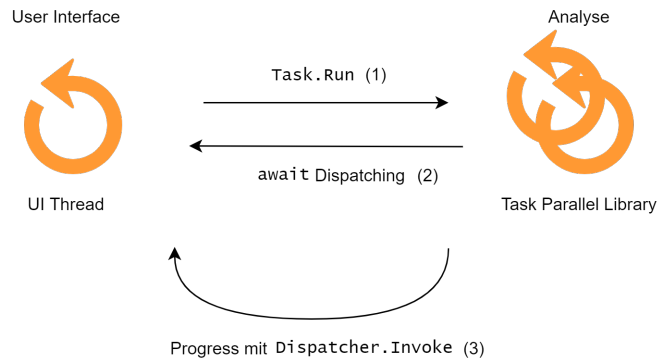 User Interface
Analyse
Task.Run (1)
await Dispatching (2)
UI Thread
Task Parallel Library
Progress mit Dispatcher.Invoke (3)